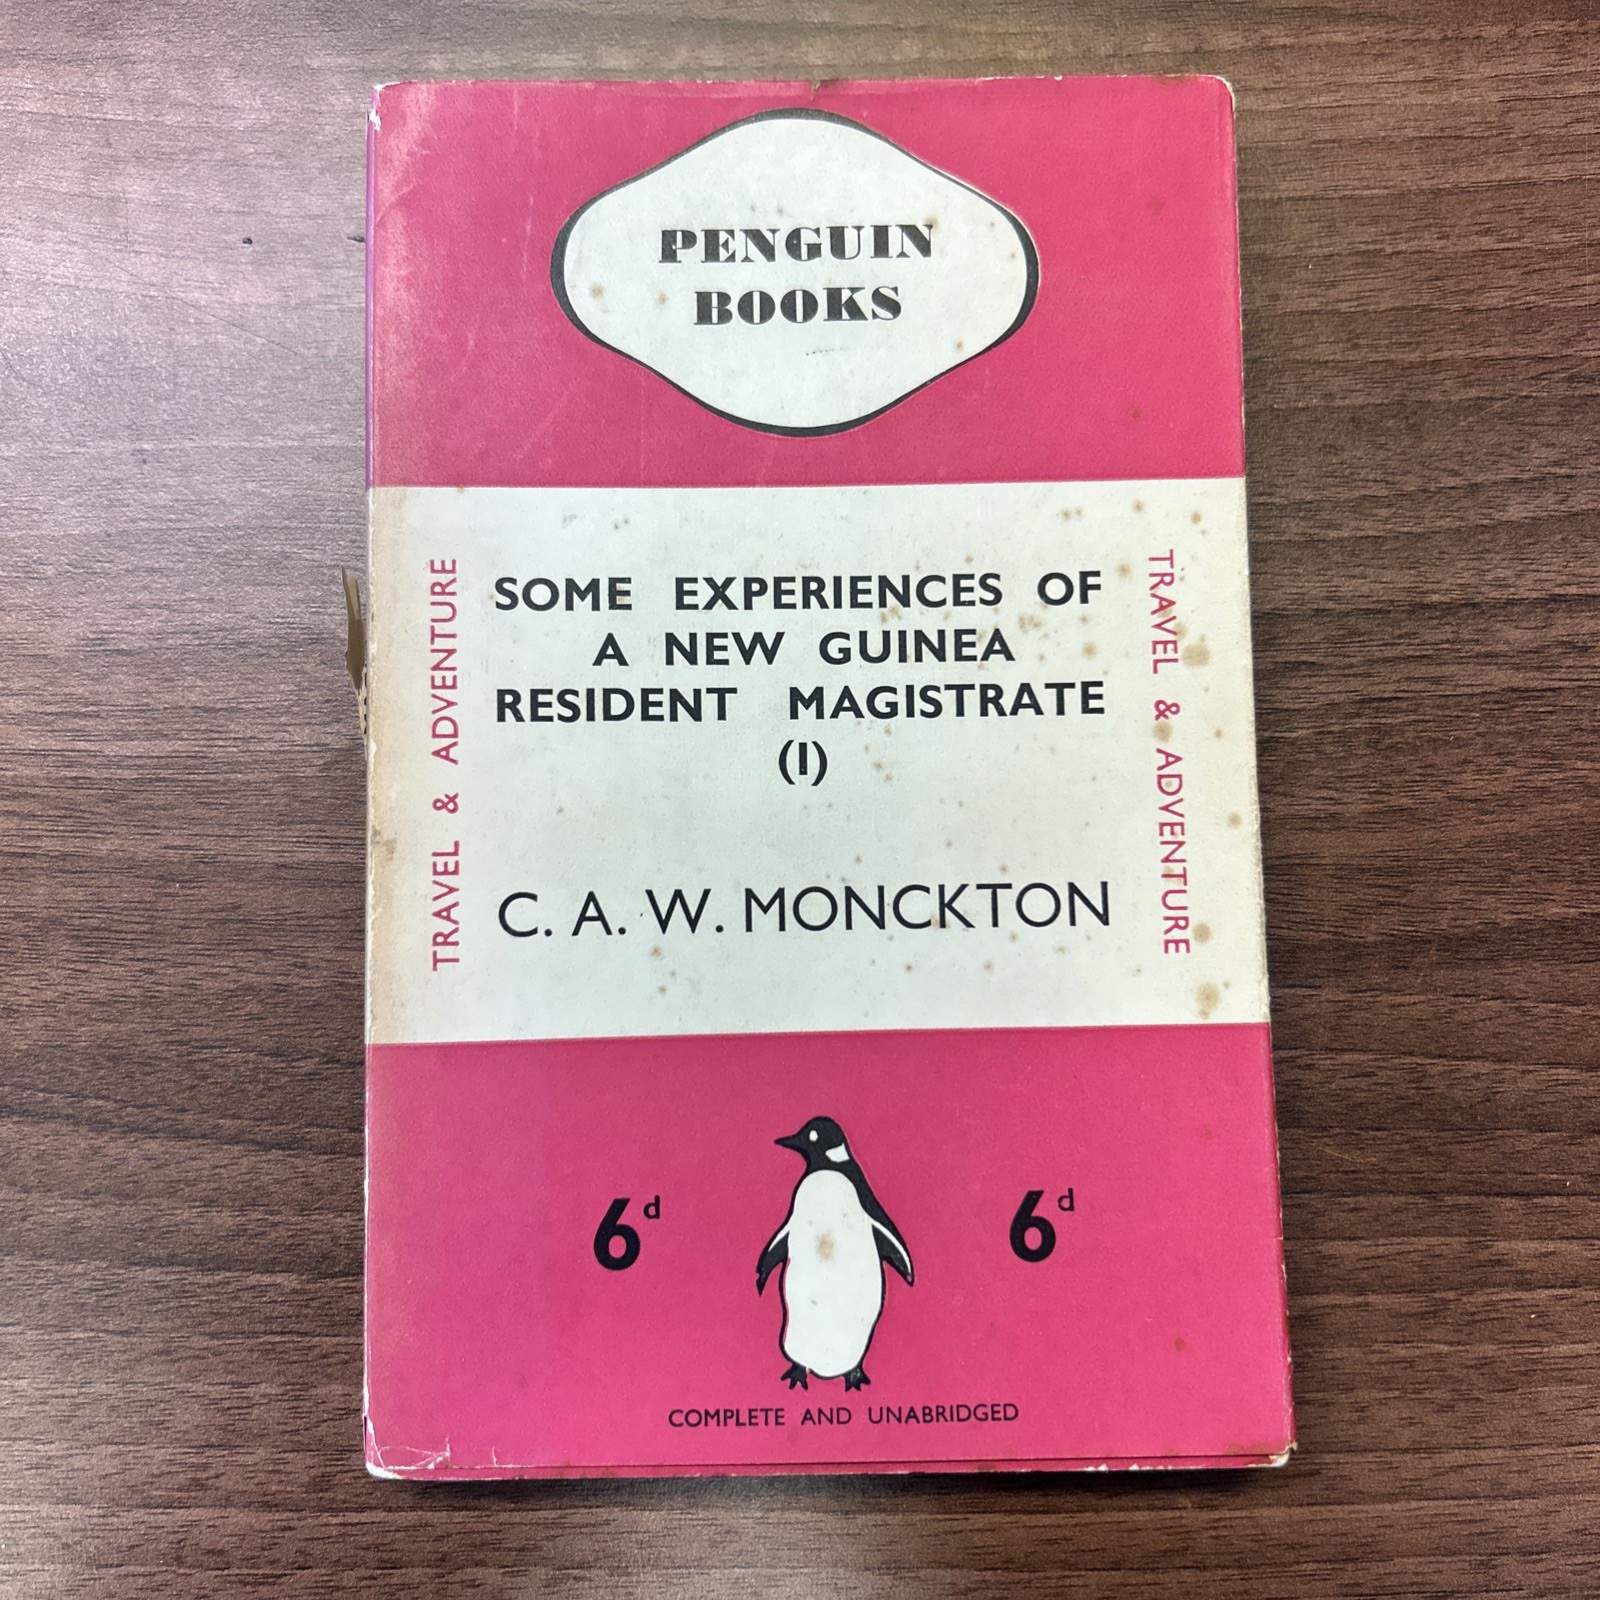 PENGUIN
BOOKS
TRAVEL & ADVENTURE
SOME EXPERIENCES OF
A NEW GUINEA
RESIDENT MAGISTRATE
(I)
C. A. W. MONCKTON
TRAVEL & ADVENTURE
6d
6d
COMPLETE AND UNABRIDGED